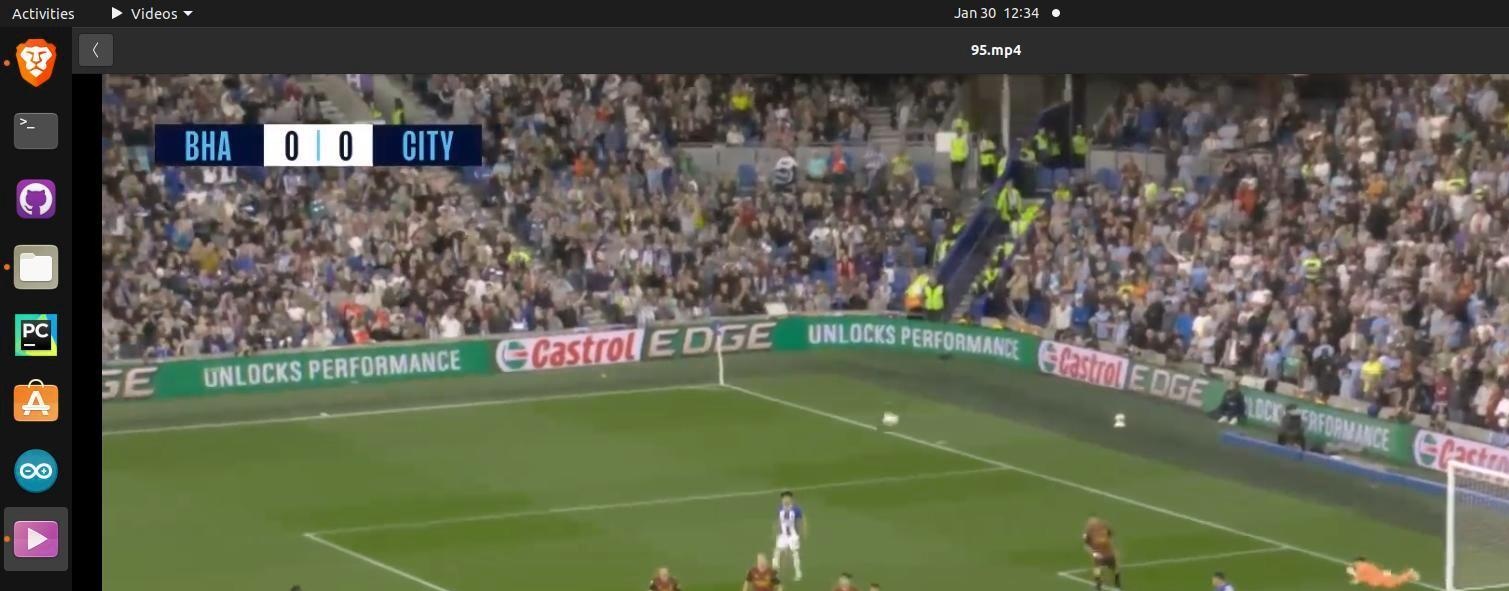 Activities
Videos
Jan 30 12:34
95.mp4
>_
BHA 0 | 0 CITY
PC
GE UNLOCKS PERFORMANCE Castrol EDGE UNLOCKS PERFORMANCE Castrol EDGE UNLOCKS PERFORMANCE Castrol